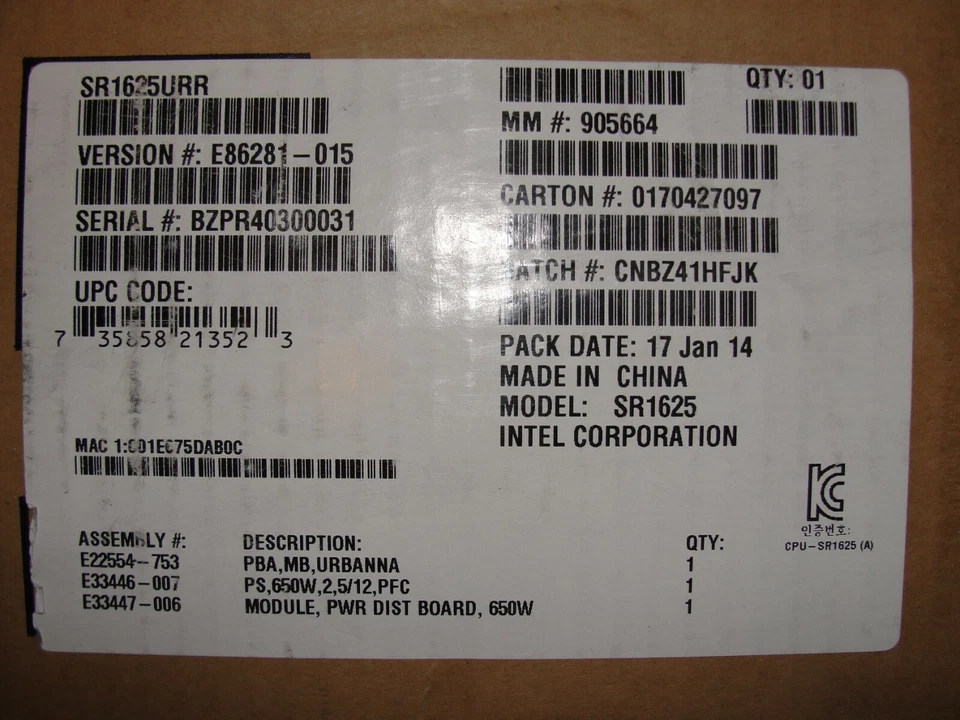 SR1625URR
VERSION #: E86281-015
SERIAL #: BZPR40300031
UPC CODE:
7 35858 21352 3
MAC 1:001E675DAB0C
QTY: 01
MM #: 905664
CARTON #: 0170427097
BATCH #: CNBZ41HFJK
PACK DATE: 17 Jan 14
MADE IN CHINA
MODEL: SR1625
INTEL CORPORATION
인증번호:
CPU-SR1625 (A)
ASSEMBLY #: DESCRIPTION: QTY:
E22554-753 PBA,MB,URBANNA 1
E33446-007 PS,650W,2,5/12,PFC 1
E33447-006 MODULE, PWR DIST BOARD, 650W 1